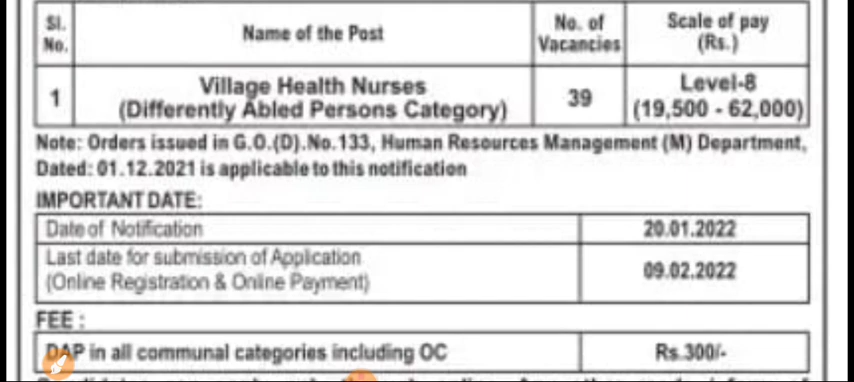 Sl. No.
Name of the Post
No. of Vacancies
Scale of pay (Rs.)
1
Village Health Nurses
(Differently Abled Persons Category)
39
Level-8
(19,500 - 62,000)
Note: Orders issued in G.O.(D).No.133, Human Resources Management (M) Department,
Dated: 01.12.2021 is applicable to this notification
IMPORTANT DATE:
Date of Notification 20.01.2022
Last date for submission of Application
(Online Registration & Online Payment) 09.02.2022
FEE :
DAP in all communal categories including OC Rs.300/-